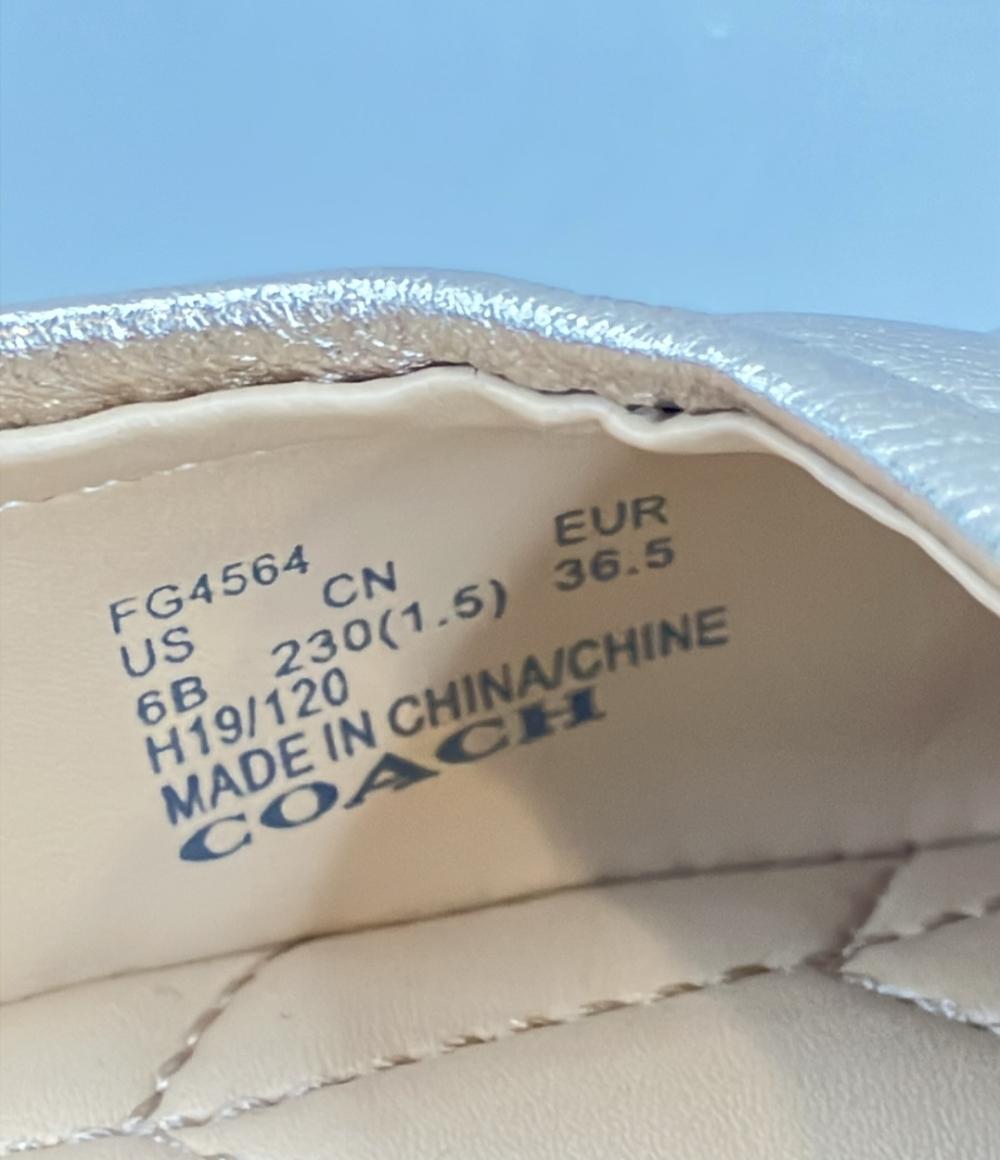 FG4564
US CN EUR
6B 230(1.5) 36.5
H19/120
MADE IN CHINA/CHINE
COACH